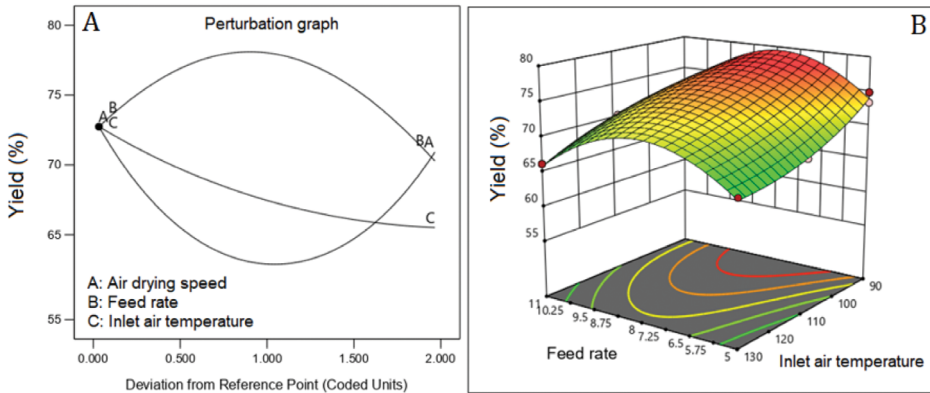 A
Perturbation graph
80
75
70
65
55
Yield (%)
A
B
C
BA
C
A: Air drying speed
B: Feed rate
C: Inlet air temperature
0.000
0.500
1.000
1.500
2.000
Deviation from Reference Point (Coded Units)
B
80
75
70
65
60
55
Yield (%)
11
10.25
9.5
8.75
8
7.25
6.5
5.75
5
Feed rate
90
100
110
120
130
Inlet air temperature